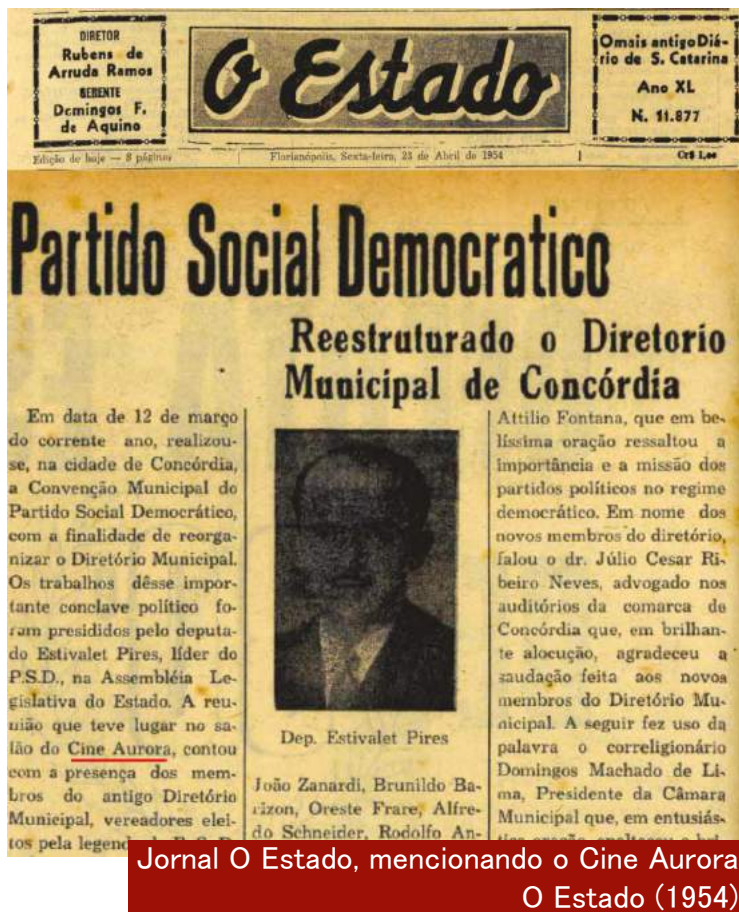 DIRETOR
Rubens de
Arruda Ramos
GERENTE
Domingos F.
de Aquino
O Estado
O mais antigo Diá-
rio de S. Catarina
Ano XL
N. 11.877
Edição de hoje — 8 páginas
Florianópolis, Sexta-feira, 23 de Abril de 1954
Cr$ 1,00
Partido Social Democratico
Reestruturado o Diretorio
Municipal de Concórdia
Em data de 12 de março
do corrente ano, realizou-
se, na cidade de Concórdia,
a Convenção Municipal do
Partido Social Democrático,
com a finalidade de reorga-
nizar o Diretório Municipal.
Os trabalhos dêsse impor-
tante conclave político fo-
ram presididos pelo deputa-
do Estivalet Pires, líder do
P.S.D., na Assembléia Le-
gislativa do Estado. A reu-
nião que teve lugar no sa-
lão do Cine Aurora, contou
com a presença dos mem-
bros do antigo Diretório
Municipal, vereadores elei-
tos pela legend
Dep. Estivalet Pires
João Zanardi, Brunildo Ba-
rizon, Oreste Frare, Alfre-
do Schneider, Rodolfo An-
Attilio Fontana, que em be-
líssima oração ressaltou a
importância e a missão dos
partidos políticos no regime
democrático. Em nome dos
novos membros do diretório,
falou o dr. Júlio Cesar Ri-
beiro Neves, advogado nos
auditórios da comarca de
Concórdia que, em brilhan-
te alocução, agradeceu a
saudação feita aos novos
membros do Diretório Mu-
nicipal. A seguir fez uso da
palavra o correligionário
Domingos Machado de Li-
ma, Presidente da Câmara
Municipal que, em entusiás-
Jornal O Estado, mencionando o Cine Aurora
O Estado (1954)